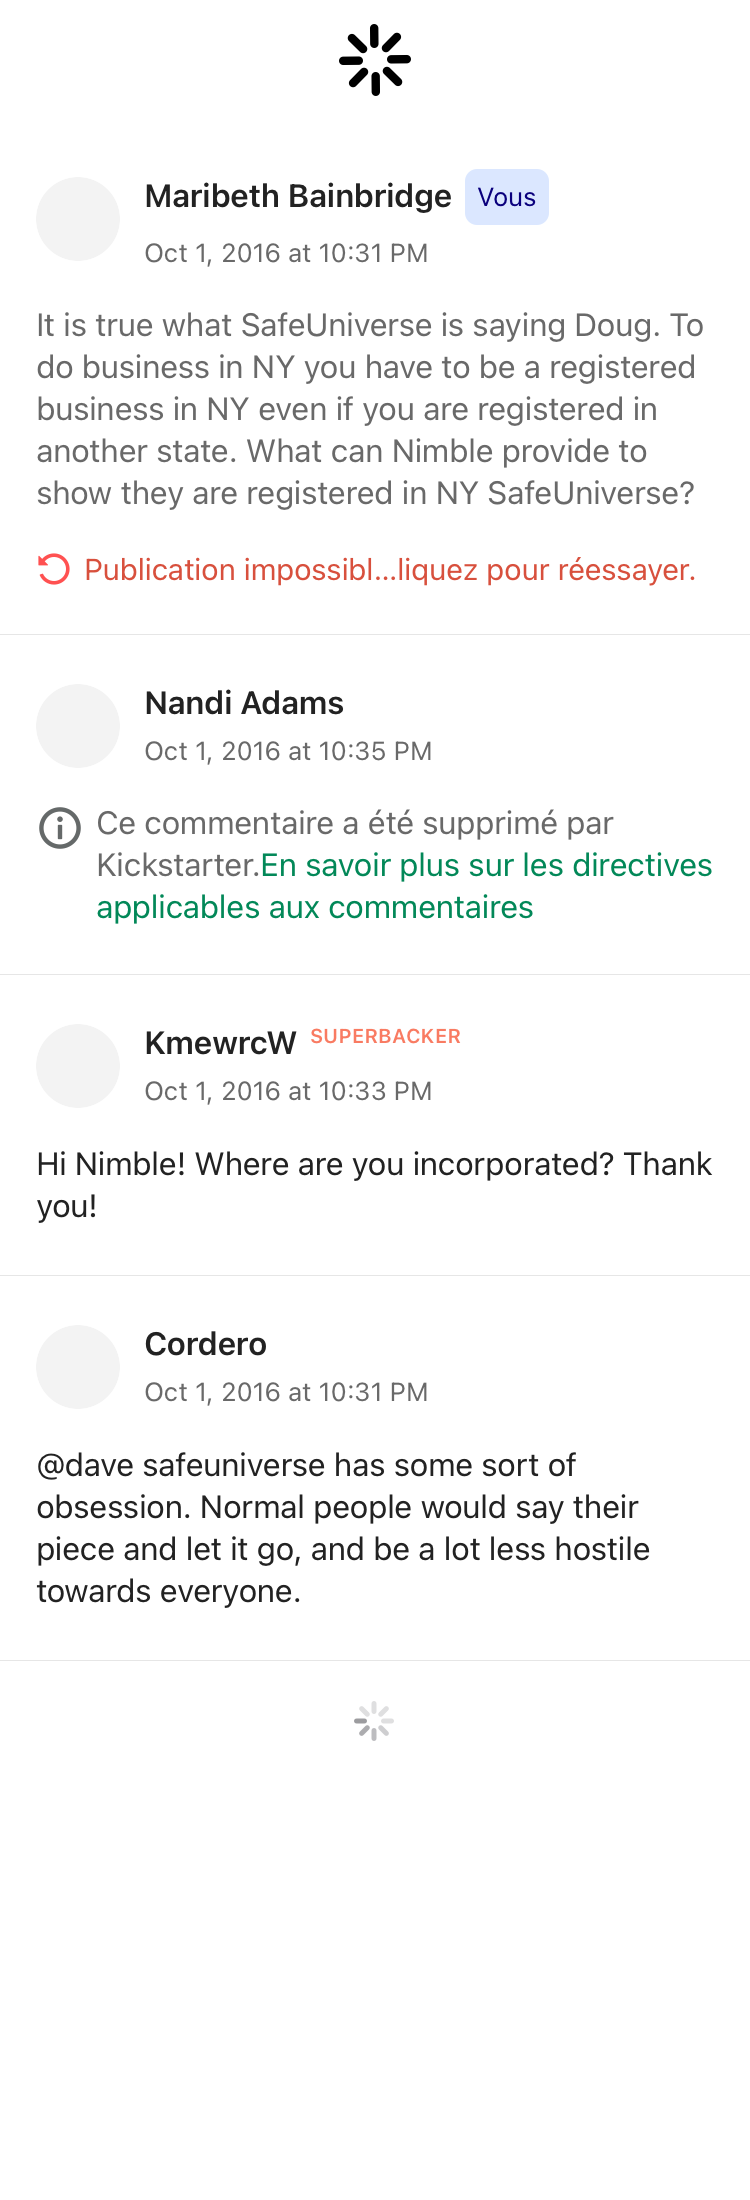 Maribeth Bainbridge Vous
Oct 1, 2016 at 10:31 PM
It is true what SafeUniverse is saying Doug. To
do business in NY you have to be a registered
business in NY even if you are registered in
another state. What can Nimble provide to
show they are registered in NY SafeUniverse?
Publication impossibl...liquez pour réessayer.
Nandi Adams
Oct 1, 2016 at 10:35 PM
Ce commentaire a été supprimé par
Kickstarter.En savoir plus sur les directives
applicables aux commentaires
KmewrcW SUPERBACKER
Oct 1, 2016 at 10:33 PM
Hi Nimble! Where are you incorporated? Thank
you!
Cordero
Oct 1, 2016 at 10:31 PM
@dave safeuniverse has some sort of
obsession. Normal people would say their
piece and let it go, and be a lot less hostile
towards everyone.